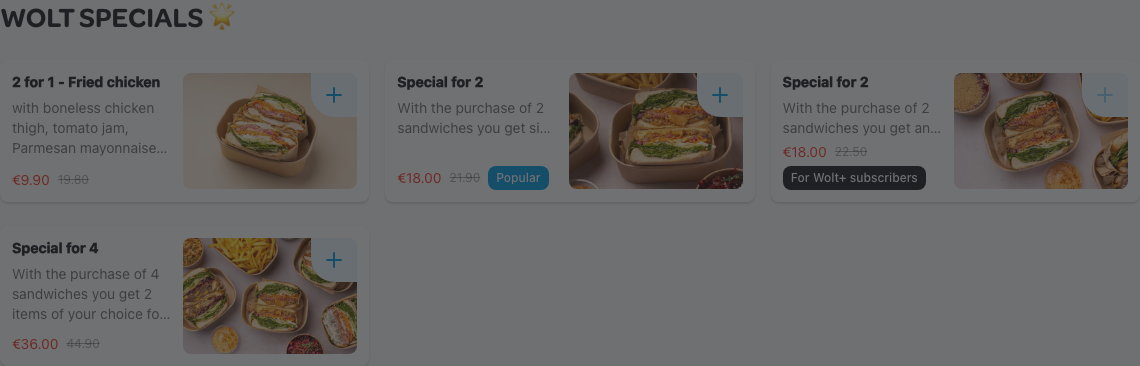 WOLT SPECIALS 🌟
2 for 1 - Fried chicken
with boneless chicken
thigh, tomato jam,
Parmesan mayonnaise...
€9.90 19.80
Special for 2
With the purchase of 2
sandwiches you get si...
€18.00 21.90 Popular
Special for 2
With the purchase of 2
sandwiches you get an...
€18.00 22.50
For Wolt+ subscribers
Special for 4
With the purchase of 4
sandwiches you get 2
items of your choice fo...
€36.00 44.90